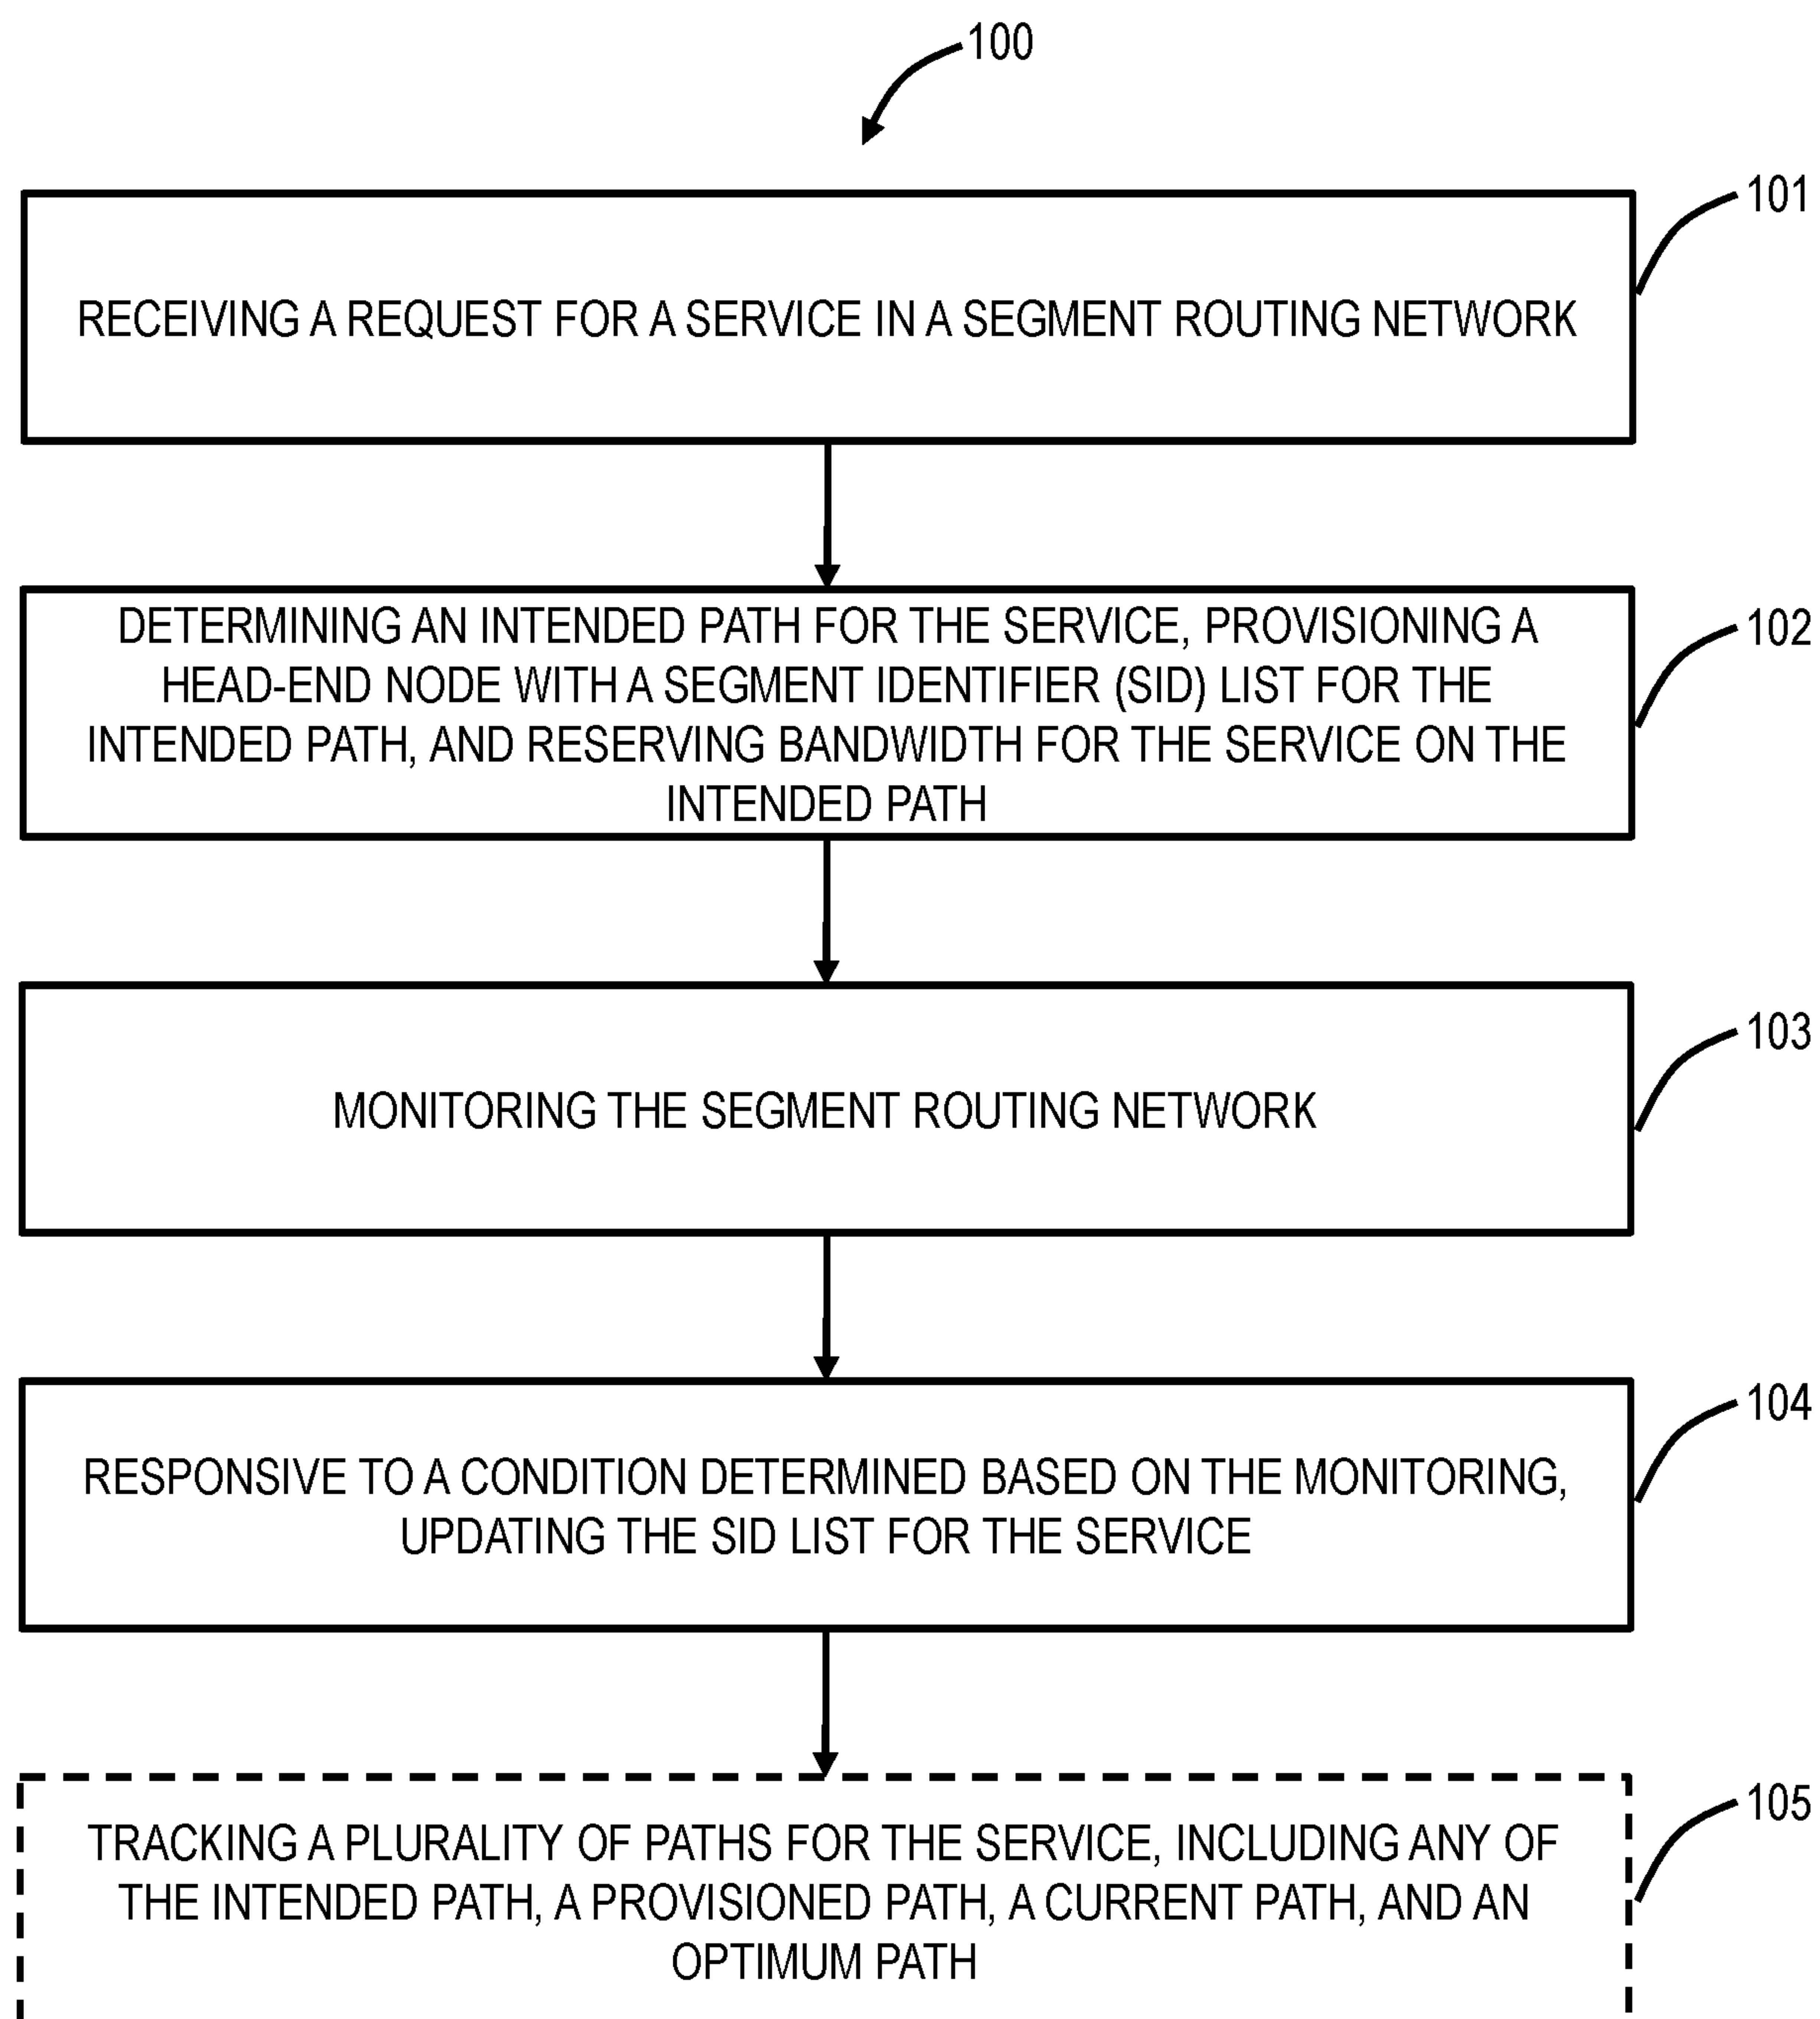 100
101
RECEIVING A REQUEST FOR A SERVICE IN A SEGMENT ROUTING NETWORK
102
DETERMINING AN INTENDED PATH FOR THE SERVICE, PROVISIONING A
HEAD-END NODE WITH A SEGMENT IDENTIFIER (SID) LIST FOR THE
INTENDED PATH, AND RESERVING BANDWIDTH FOR THE SERVICE ON THE
INTENDED PATH
103
MONITORING THE SEGMENT ROUTING NETWORK
104
RESPONSIVE TO A CONDITION DETERMINED BASED ON THE MONITORING,
UPDATING THE SID LIST FOR THE SERVICE
105
TRACKING A PLURALITY OF PATHS FOR THE SERVICE, INCLUDING ANY OF
THE INTENDED PATH, A PROVISIONED PATH, A CURRENT PATH, AND AN
OPTIMUM PATH